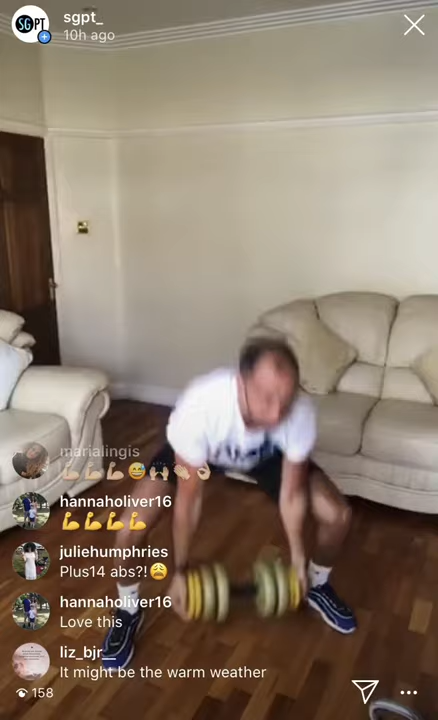 SGPT
sgpt_
10h ago
marialingis
💪🏼💪🏼💪🏼😅🙌🏼👏🏼👌🏼
hannaholiver16
💪💪💪💪
juliehumphries
Plus14 abs?!😩
hannaholiver16
Love this
liz_bjr__
It might be the warm weather
158